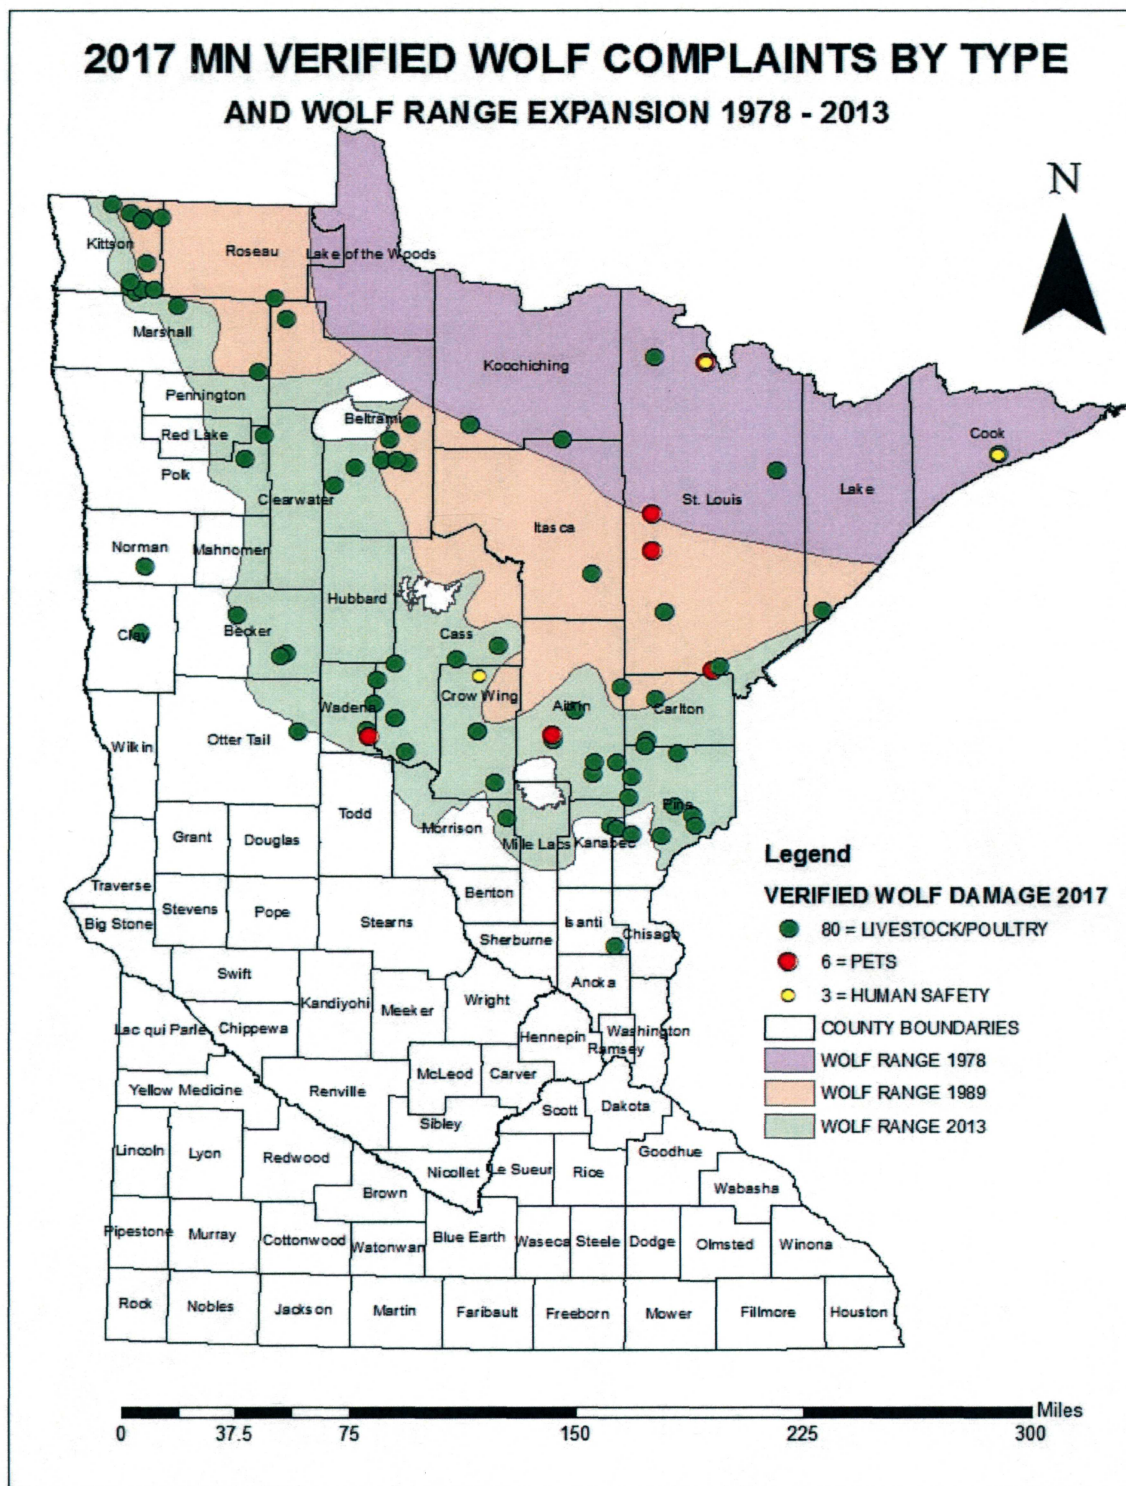 2017 MN VERIFIED WOLF COMPLAINTS BY TYPE
AND WOLF RANGE EXPANSION 1978 - 2013
N
Kittson
Roseau
Lake of the Woods
Marshall
Koochiching
Pennington
Beltrami
Red Lake
Cook
Polk
Clearwater
St. Louis
Lake
Itasca
Norman
Mahnomen
Hubbard
Clay
Becker
Cass
Crow Wing
Wadena
Aitkin
Carlton
Wilkin
Otter Tail
Todd
Morrison
Pine
Grant
Douglas
Mille Lacs
Kanabec
Traverse
Stevens
Pope
Benton
Big Stone
Stearns
Isanti
Sherburne
Chisago
Swift
Kandiyohi
Meeker
Wright
Anoka
Lac qui Parle
Chippewa
Hennepin
Washington
Ramsey
McLeod
Carver
Yellow Medicine
Renville
Scott
Dakota
Sibley
Lincoln
Lyon
Redwood
Nicollet
Le Sueur
Rice
Goodhue
Brown
Wabasha
Pipestone
Murray
Cottonwood
Watonwan
Blue Earth
Waseca
Steele
Dodge
Olmsted
Winona
Rock
Nobles
Jackson
Martin
Faribault
Freeborn
Mower
Fillmore
Houston
Legend
VERIFIED WOLF DAMAGE 2017
80 = LIVESTOCK/POULTRY
6 = PETS
3 = HUMAN SAFETY
COUNTY BOUNDARIES
WOLF RANGE 1978
WOLF RANGE 1989
WOLF RANGE 2013
Miles
0 37.5 75 150 225 300